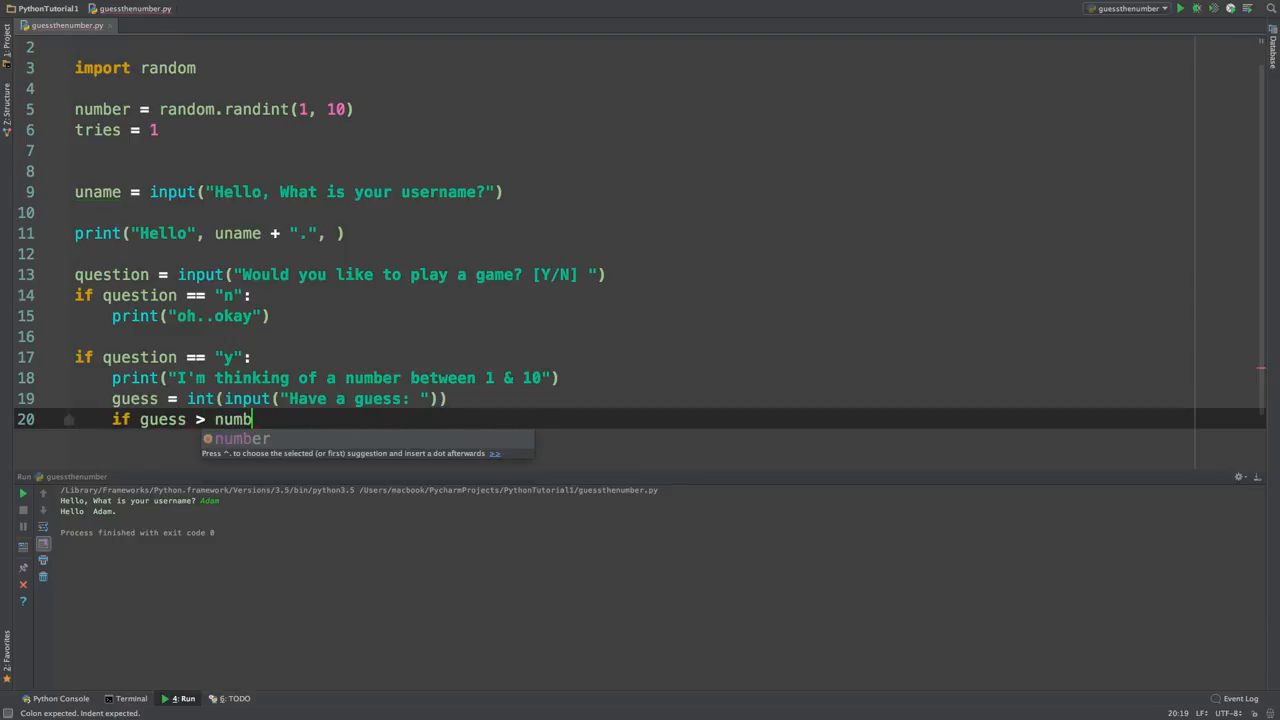 PythonTutorial1 guessthenumber.py guessthenumber
guessthenumber.py
1: Project
Z: Structure
2: Favorites
Database
2
3 import random
4
5 number = random.randint(1, 10)
6 tries = 1
7
8
9 uname = input("Hello, What is your username?")
10
11 print("Hello", uname + ".", )
12
13 question = input("Would you like to play a game? [Y/N] ")
14 if question == "n":
15 print("oh..okay")
16
17 if question == "y":
18 print("I'm thinking of a number between 1 & 10")
19 guess = int(input("Have a guess: "))
20 if guess > numb
number
Press ^. to choose the selected (or first) suggestion and insert a dot afterwards >>
Run guessthenumber
/Library/Frameworks/Python.framework/Versions/3.5/bin/python3.5 /Users/macbook/PycharmProjects/PythonTutorial1/guessthenumber.py
Hello, What is your username? Adam
Hello Adam.
Process finished with exit code 0
Python Console Terminal 4: Run 6: TODO Event Log
Colon expected. Indent expected. 20:19 LF÷ UTF-8÷